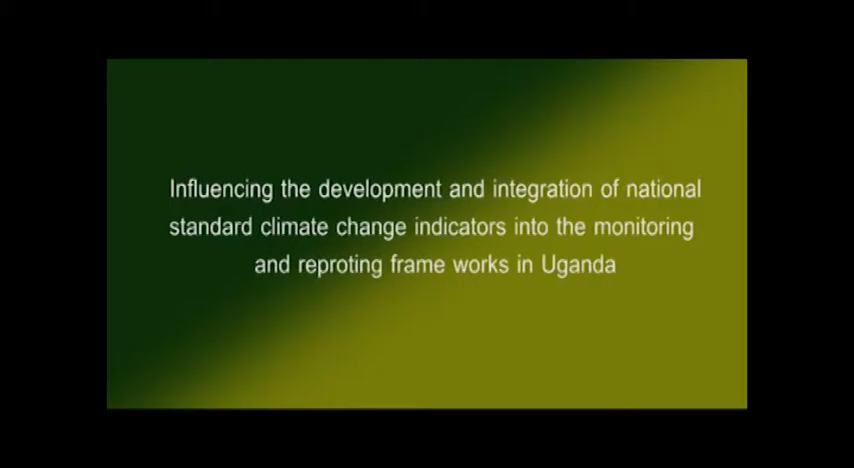 Influencing the development and integration of national
standard climate change indicators into the monitoring
and reproting frame works in Uganda